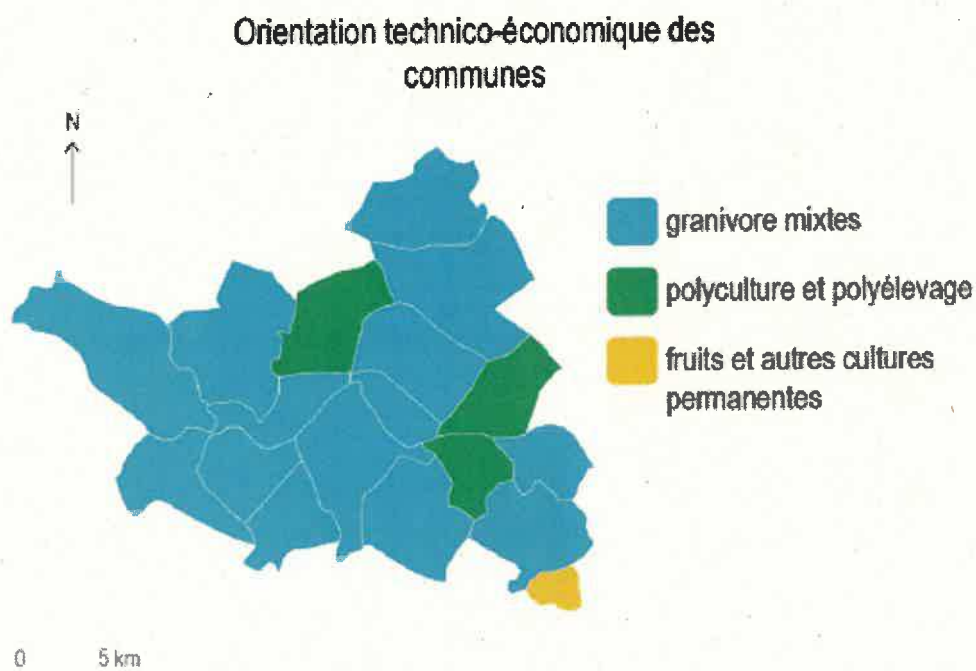 Orientation technico-économique des
communes
N
granivore mixtes
polyculture et polyélevage
fruits et autres cultures
permanentes
0 5 km